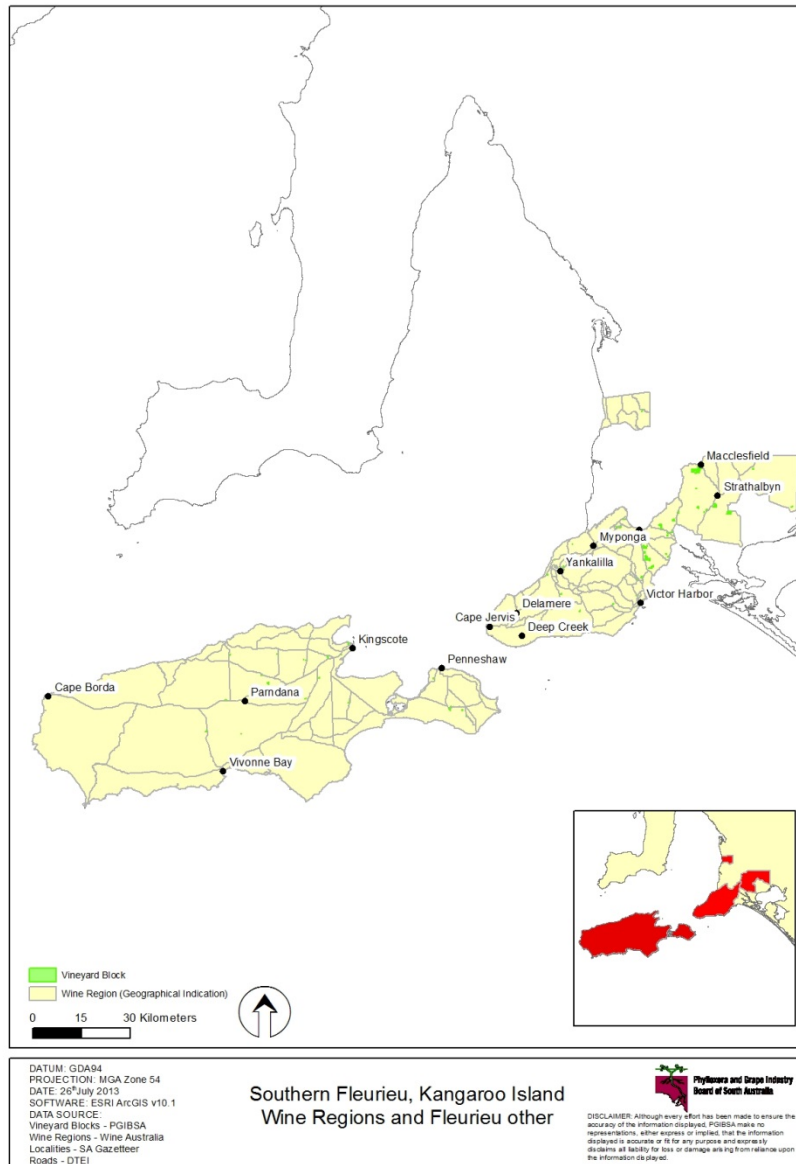 Macclesfield
Strathalbyn
Myponga
Yankalilla
Victor Harbor
Delamere
Cape Jervis
Deep Creek
Kingscote
Penneshaw
Cape Borda
Parndana
Vivonne Bay
Vineyard Block
Wine Region (Geographical Indication)
0 15 30 Kilometers
DATUM: GDA94
PROJECTION: MGA Zone 54
DATE: 26th July 2013
SOFTWARE: ESRI ArcGIS v10.1
DATA SOURCE:
Vineyard Blocks - PGIBSA
Wine Regions - Wine Australia
Localities - SA Gazetteer
Roads - DTEI
Southern Fleurieu, Kangaroo Island
Wine Regions and Fleurieu other
Phylloxera and Grape Industry
Board of South Australia
DISCLAIMER: Although every effort has been made to ensure the
accuracy of the information displayed, PGIBSA make no
representations, either express or implied, that the information
displayed is accurate or fit for any purpose and expressly
disclaims all liability for loss or damage arising from reliance upon
the information displayed.